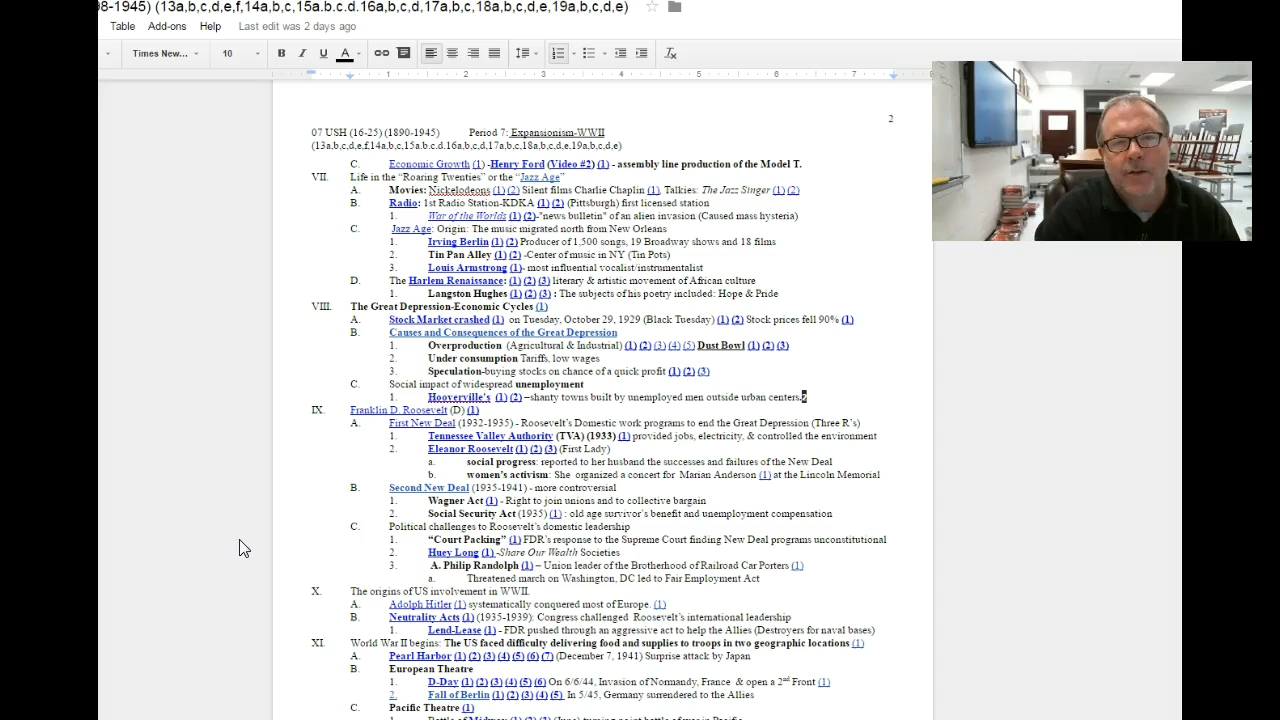 98-1945) (13a,b,c,d,e,f,14a,b,c,15a.b.c.d.16a,b,c,d,17a,b,c,18a,b,c,d,e,19a,b,c,d,e)
Table Add-ons Help Last edit was 2 days ago
Times New... 10 B I U A
1 2 3 4 5 6 7
2
07 USH (16-25) (1890-1945) Period 7: Expansionism-WWII
(13a,b,c,d,e,f,14a,b,c,15a.b.c.d.16a,b,c,d,17a,b,c,18a,b,c,d,e,19a,b,c,d,e)
C. Economic Growth (1) -Henry Ford (Video #2) (1) - assembly line production of the Model T.
VII. Life in the “Roaring Twenties” or the “Jazz Age”
A. Movies: Nickelodeons (1) (2) Silent films Charlie Chaplin (1), Talkies: The Jazz Singer (1) (2)
B. Radio: 1st Radio Station-KDKA (1) (2) (Pittsburgh) first licensed station
1. War of the Worlds (1) (2)-"news bulletin" of an alien invasion (Caused mass hysteria)
C. Jazz Age: Origin: The music migrated north from New Orleans
1. Irving Berlin (1) (2) Producer of 1,500 songs, 19 Broadway shows and 18 films
2. Tin Pan Alley (1) (2) -Center of music in NY (Tin Pots)
3. Louis Armstrong (1)- most influential vocalist/instrumentalist
D. The Harlem Renaissance: (1) (2) (3) literary & artistic movement of African culture
1. Langston Hughes (1) (2) (3) : The subjects of his poetry included: Hope & Pride
VIII. The Great Depression-Economic Cycles (1)
A. Stock Market crashed (1) on Tuesday, October 29, 1929 (Black Tuesday) (1) (2) Stock prices fell 90% (1)
B. Causes and Consequences of the Great Depression
1. Overproduction (Agricultural & Industrial) (1) (2) (3) (4) (5) Dust Bowl (1) (2) (3)
2. Under consumption Tariffs, low wages
3. Speculation-buying stocks on chance of a quick profit (1) (2) (3)
C. Social impact of widespread unemployment
1. Hooverville's (1) (2) –shanty towns built by unemployed men outside urban centers.
IX. Franklin D. Roosevelt (D) (1)
A. First New Deal (1932-1935) - Roosevelt’s Domestic work programs to end the Great Depression (Three R’s)
1. Tennessee Valley Authority (TVA) (1933) (1) provided jobs, electricity, & controlled the environment
2. Eleanor Roosevelt (1) (2) (3) (First Lady)
a. social progress: reported to her husband the successes and failures of the New Deal
b. women’s activism: She organized a concert for Marian Anderson (1) at the Lincoln Memorial
B. Second New Deal (1935-1941) - more controversial
1. Wagner Act (1) - Right to join unions and to collective bargain
2. Social Security Act (1935) (1) : old age survivor’s benefit and unemployment compensation
C. Political challenges to Roosevelt’s domestic leadership
1. “Court Packing” (1) FDR’s response to the Supreme Court finding New Deal programs unconstitutional
2. Huey Long (1) -Share Our Wealth Societies
3. A. Philip Randolph (1) – Union leader of the Brotherhood of Railroad Car Porters (1)
a. Threatened march on Washington, DC led to Fair Employment Act
X. The origins of US involvement in WWII.
A. Adolph Hitler (1) systematically conquered most of Europe. (1)
B. Neutrality Acts (1) (1935-1939): Congress challenged Roosevelt’s international leadership
1. Lend-Lease (1) - FDR pushed through an aggressive act to help the Allies (Destroyers for naval bases)
XI. World War II begins: The US faced difficulty delivering food and supplies to troops in two geographic locations (1)
A. Pearl Harbor (1) (2) (3) (4) (5) (6) (7) (December 7, 1941) Surprise attack by Japan
B. European Theatre
1. D-Day (1) (2) (3) (4) (5) (6) On 6/6/44, Invasion of Normandy, France & open a 2nd Front (1)
2. Fall of Berlin (1) (2) (3) (4) (5) In 5/45, Germany surrendered to the Allies
C. Pacific Theatre (1)
1. Battle of Midway (1) (2) (3) (June) turning point battle of war in Pacific